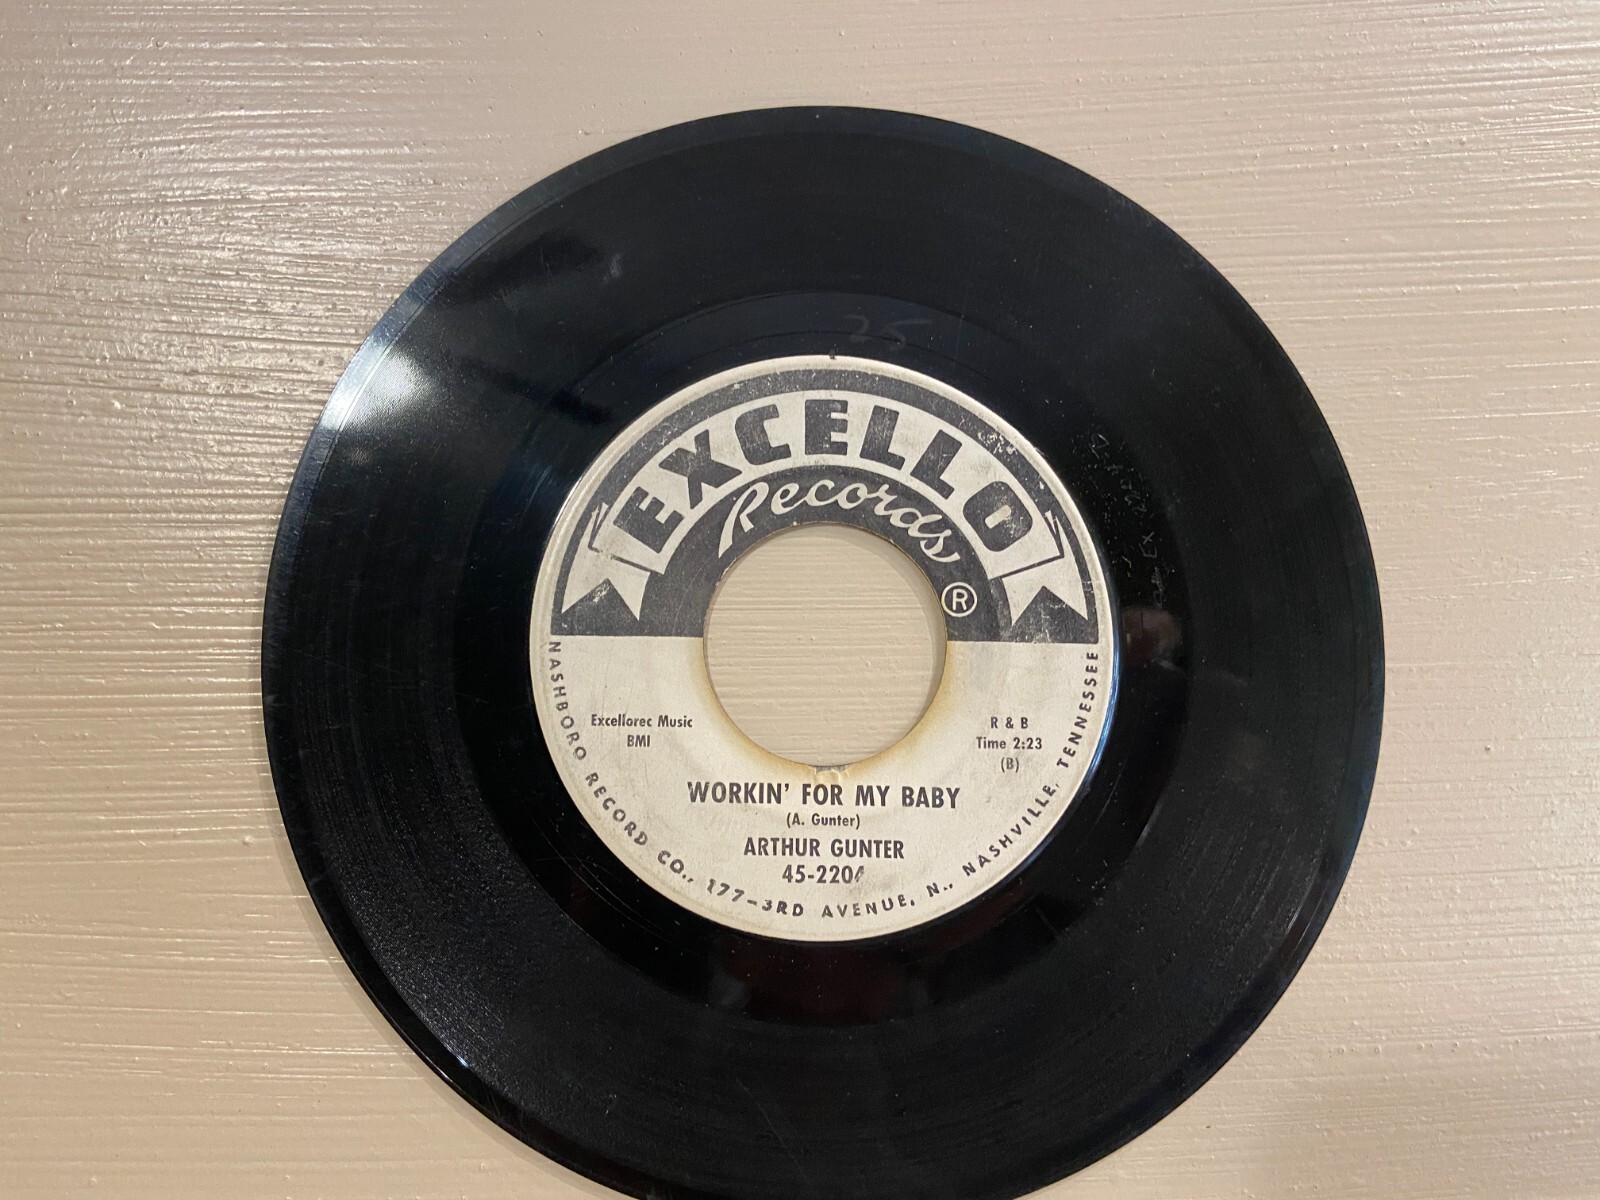 25
EXCELLO
Records
®
Excellorec Music
BMI
R & B
Time 2:23
(B)
WORKIN' FOR MY BABY
(A. Gunter)
ARTHUR GUNTER
NASHBORO RECORD CO., 177-3RD AVENUE, N., NASHVILLE, TENNESSEE